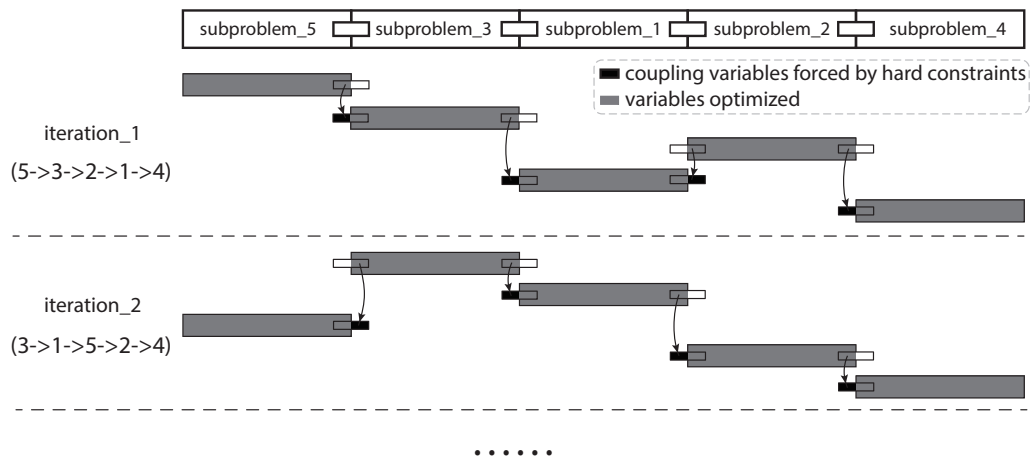 subproblem_5 subproblem_3 subproblem_1 subproblem_2 subproblem_4
coupling variables forced by hard constraints
variables optimized
iteration_1
(5->3->2->1->4)
iteration_2
(3->1->5->2->4)
......